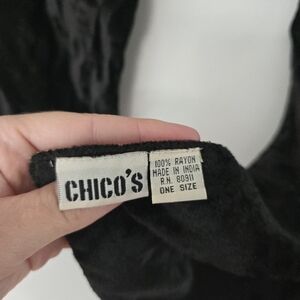 CHICO'S
100% RAYON
MADE IN INDIA
R.N. 80911
ONE SIZE